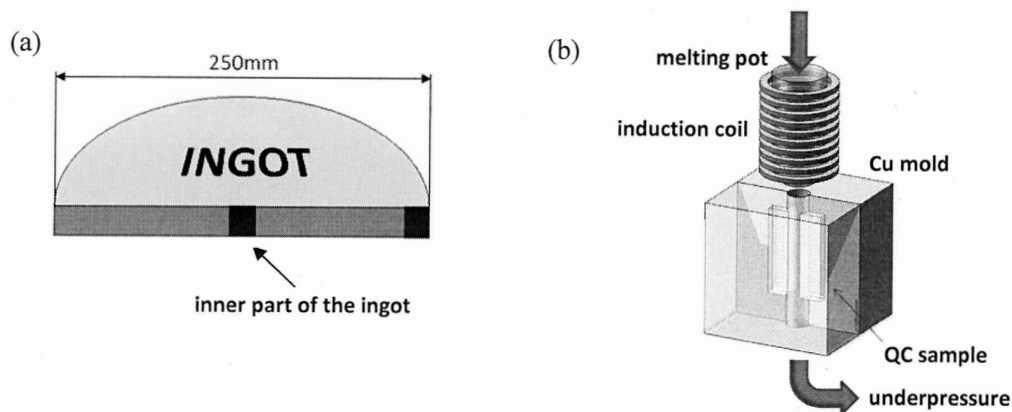 (a)
250mm
INGOT
inner part of the ingot
(b)
melting pot
induction coil
Cu mold
QC sample
underpressure